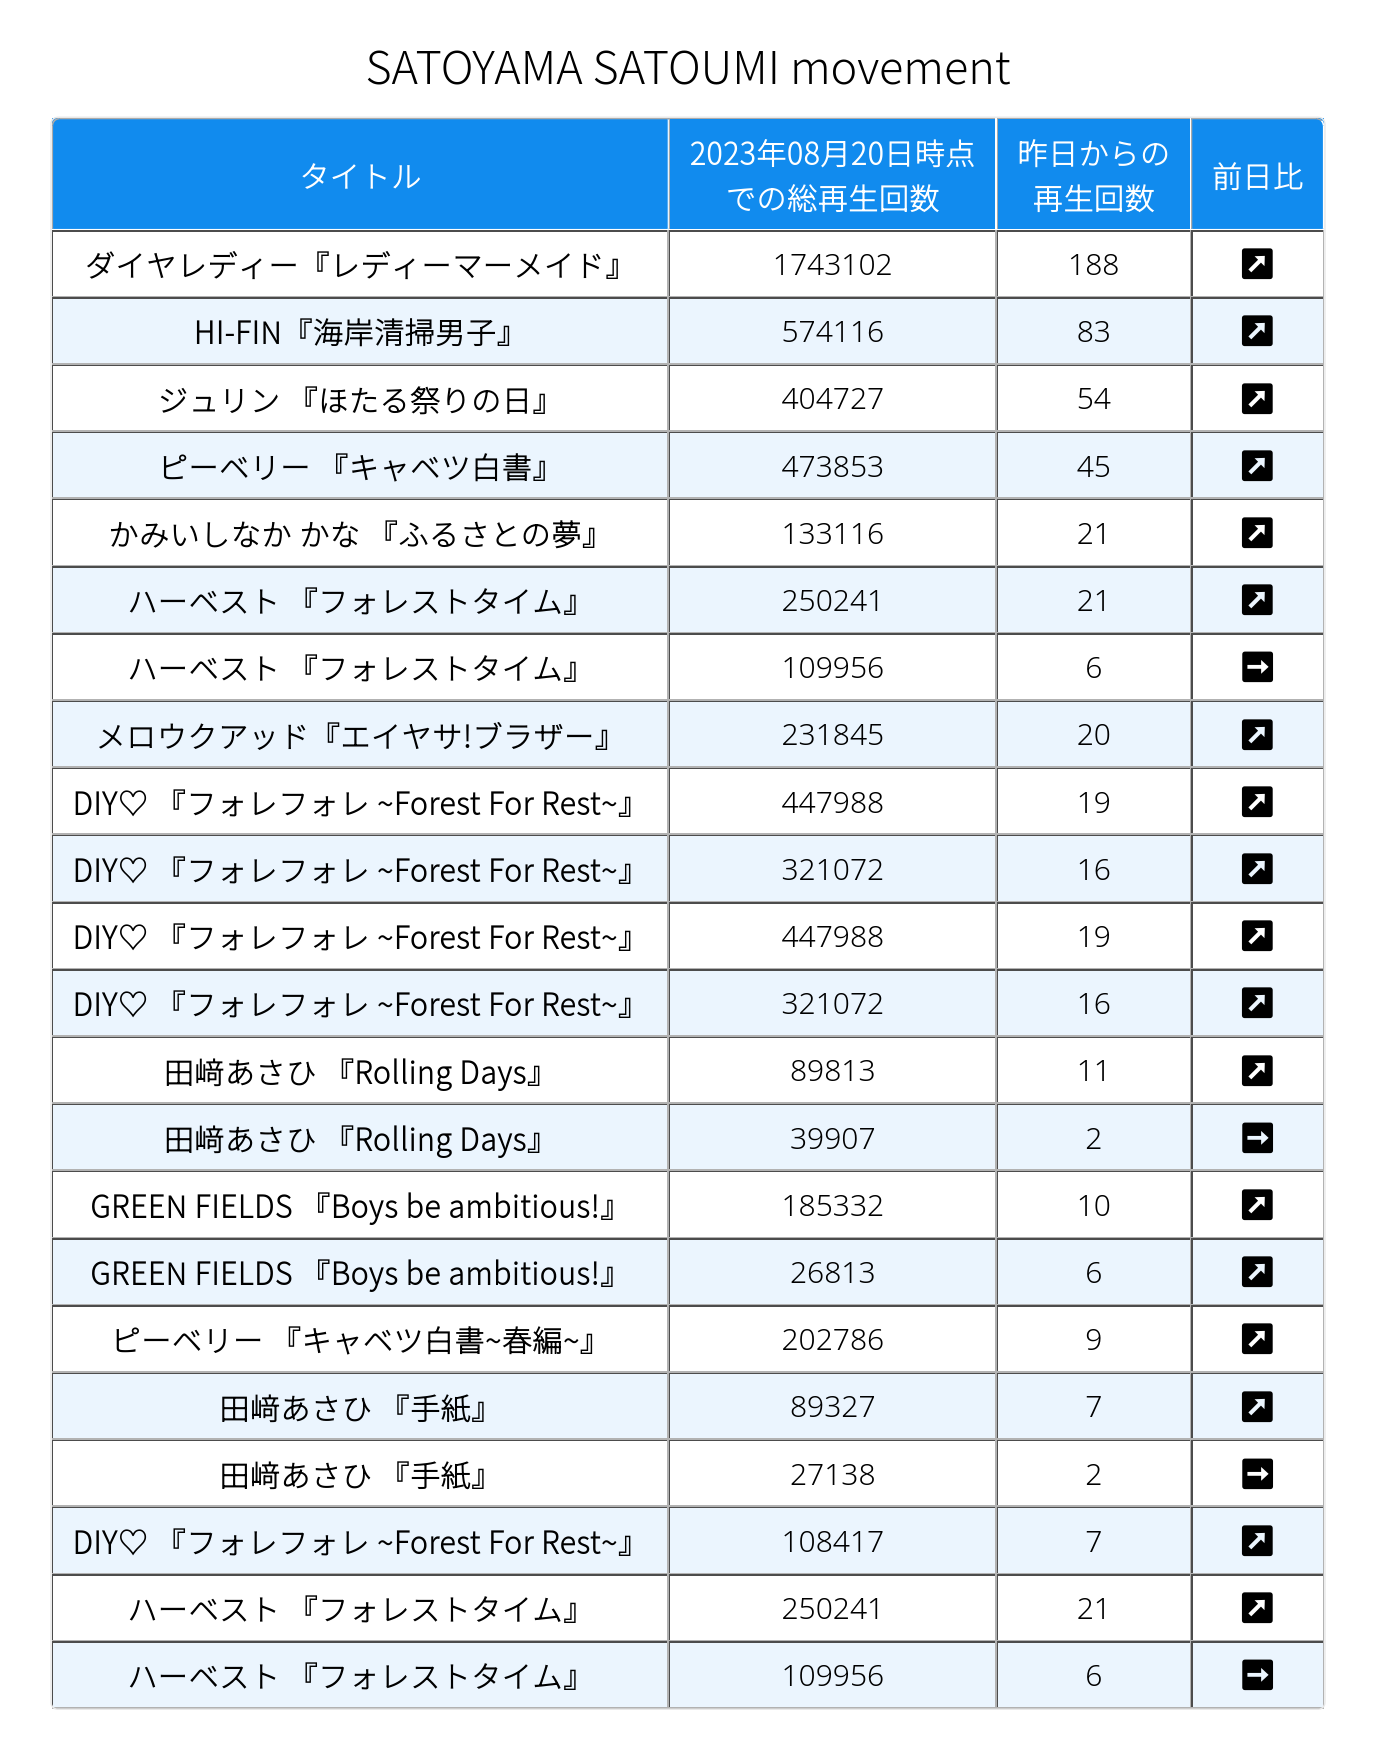 SATOYAMA SATOUMI movement
タイトル 2023年08月20日時点での総再生回数 昨日からの再生回数 前日比
ダイヤレディー『レディーマーメイド』 1743102 188
HI-FIN『海岸清掃男子』 574116 83
ジュリン 『ほたる祭りの日』 404727 54
ピーベリー 『キャベツ白書』 473853 45
かみいしなか かな 『ふるさとの夢』 133116 21
ハーベスト 『フォレストタイム』 250241 21
ハーベスト 『フォレストタイム』 109956 6
メロウクアッド『エイヤサ!ブラザー』 231845 20
DIY♡ 『フォレフォレ ~Forest For Rest~』 447988 19
DIY♡ 『フォレフォレ ~Forest For Rest~』 321072 16
DIY♡ 『フォレフォレ ~Forest For Rest~』 447988 19
DIY♡ 『フォレフォレ ~Forest For Rest~』 321072 16
田﨑あさひ 『Rolling Days』 89813 11
田﨑あさひ 『Rolling Days』 39907 2
GREEN FIELDS 『Boys be ambitious!』 185332 10
GREEN FIELDS 『Boys be ambitious!』 26813 6
ピーベリー 『キャベツ白書~春編~』 202786 9
田﨑あさひ 『手紙』 89327 7
田﨑あさひ 『手紙』 27138 2
DIY♡ 『フォレフォレ ~Forest For Rest~』 108417 7
ハーベスト 『フォレストタイム』 250241 21
ハーベスト 『フォレストタイム』 109956 6